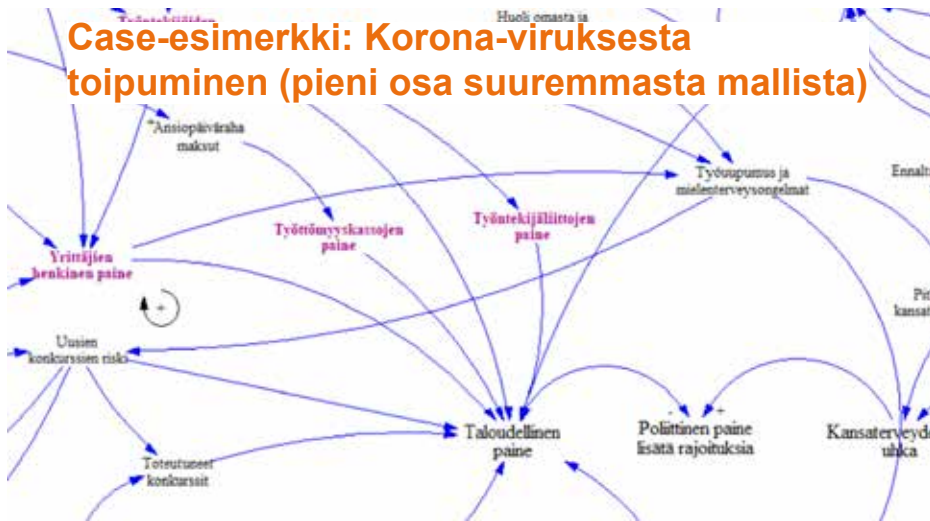 Huoli omasta ja
Case-esimerkki: Korona-viruksesta
toipuminen (pieni osa suuremmasta mallista)
Ansiopäiväraha
maksut
Työuupumus ja
mielenterveysongelmat
Työttömyyskassojen
paine
Työntekijäliittojen
paine
Yrittäjien
henkinen paine
+
Uusien
konkurssien riski
Taloudellinen
paine
-
+
Poliittinen paine
lisätä rajoituksia
uhka
Toteutuneet
konkurssit